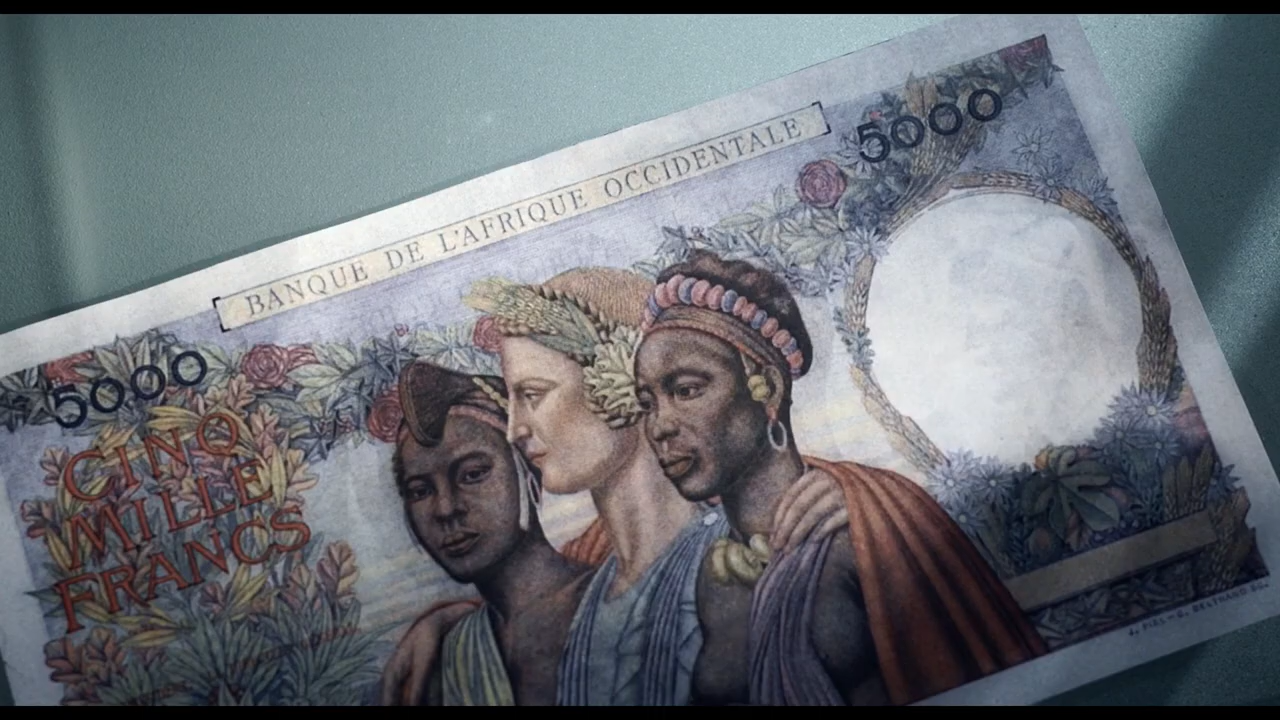 BANQUE DE L'AFRIQUE OCCIDENTALE
5000
5000
CINQ
MILLE
FRANCS